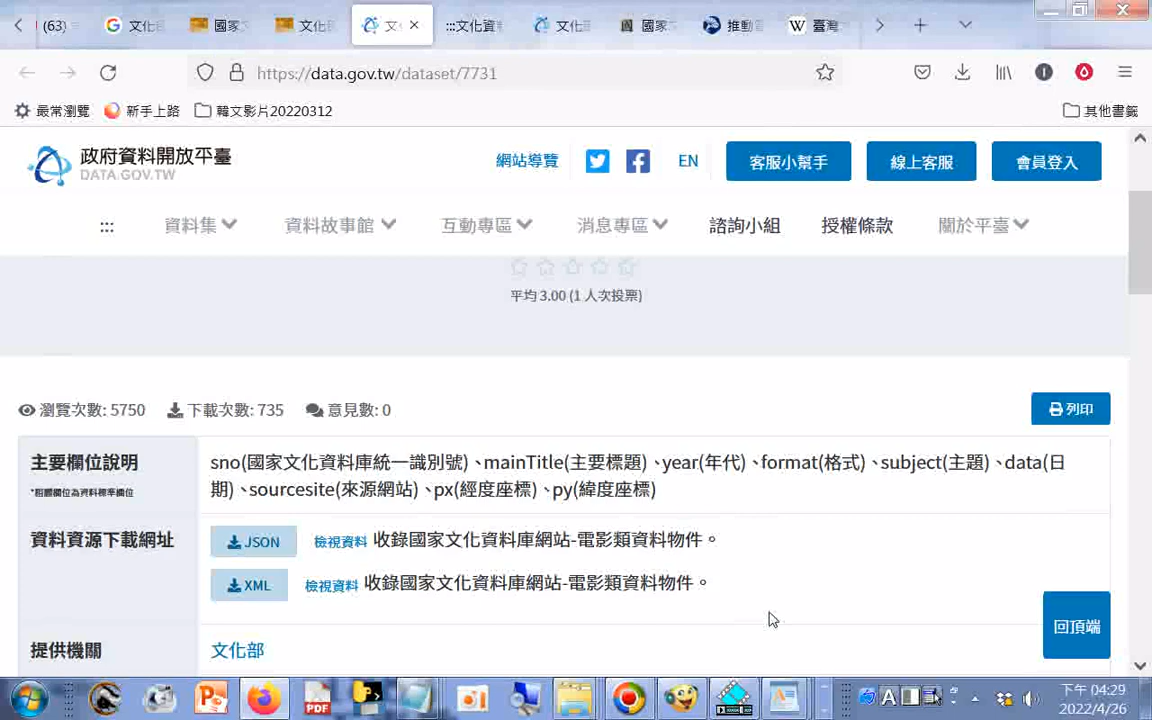 (63)
文化
國家
文化
文
:::文化資
文化
國家
推動
W 臺灣
https://data.gov.tw/dataset/7731
最常瀏覽
新手上路
韓文影片20220312
其他書籤
政府資料開放平臺
DATA.GOV.TW
網站導覽
EN
客服小幫手
線上客服
會員登入
:::
資料集
資料故事館
互動專區
消息專區
諮詢小組
授權條款
關於平臺
平均 3.00 (1 人次投票)
瀏覽次數: 5750
下載次數: 735
意見數: 0
列印
主要欄位說明
*粗體欄位為資料標準欄位
sno(國家文化資料庫統一識別號)、mainTitle(主要標題)、year(年代)、format(格式)、subject(主題)、data(日
期)、sourcesite(來源網站)、px(經度座標)、py(緯度座標)
資料資源下載網址
JSON
檢視資料
收錄國家文化資料庫網站-電影類資料物件。
XML
檢視資料
收錄國家文化資料庫網站-電影類資料物件。
回頂端
提供機關
文化部
PDF
A
下午 04:29
2022/4/26